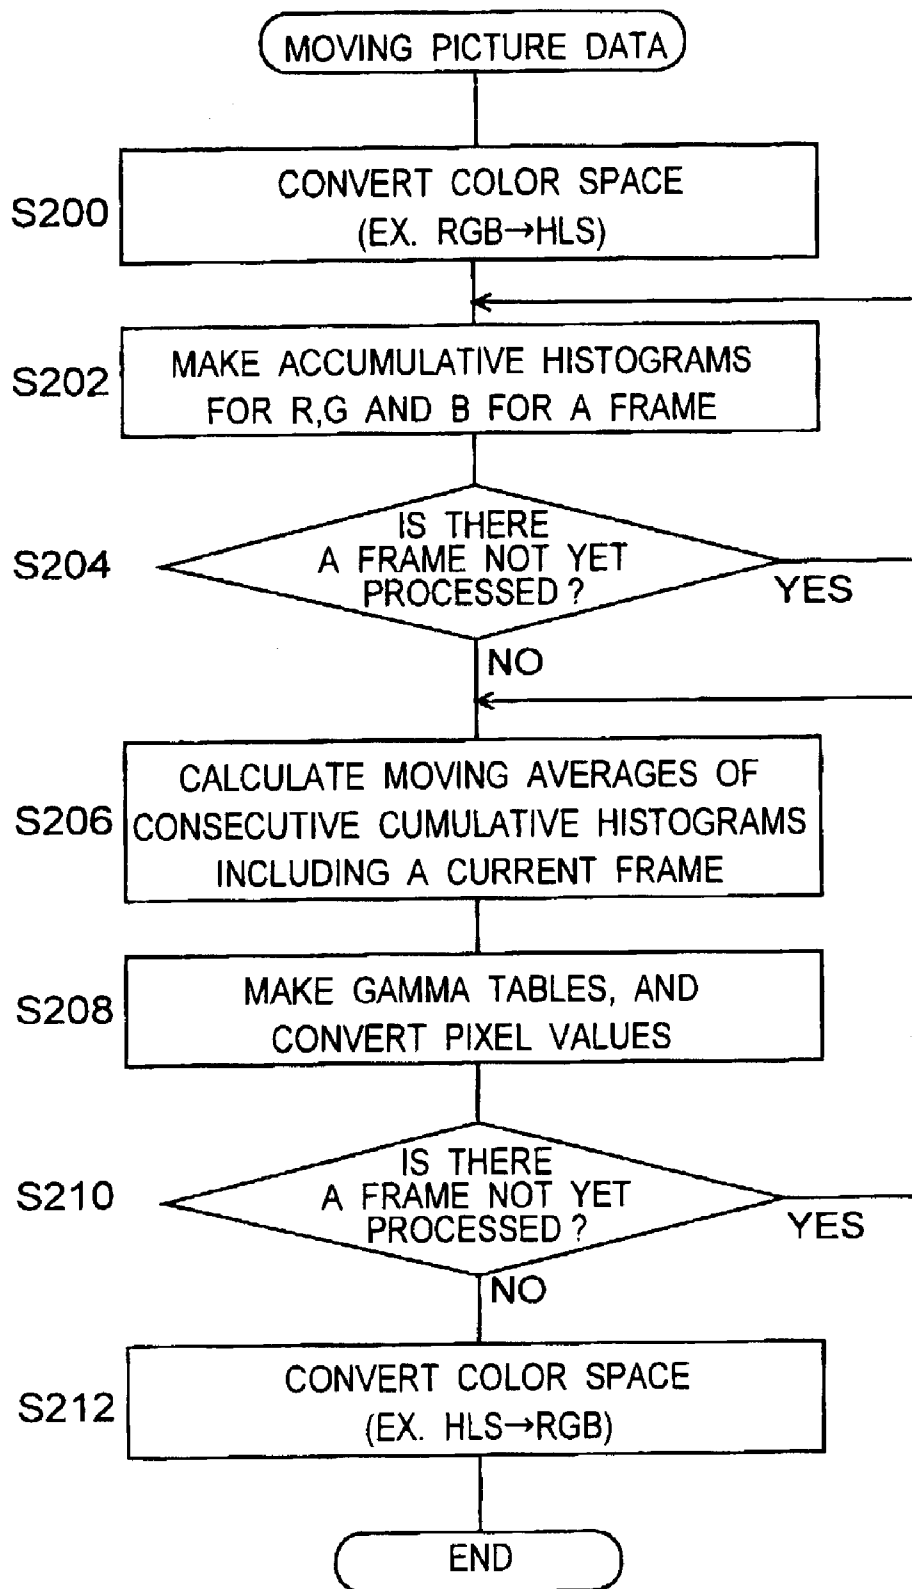 MOVING PICTURE DATA
S200
CONVERT COLOR SPACE
(EX. RGB→HLS)
S202
MAKE ACCUMULATIVE HISTOGRAMS
FOR R,G AND B FOR A FRAME
S204
IS THERE
A FRAME NOT YET
PROCESSED?
YES
NO
S206
CALCULATE MOVING AVERAGES OF
CONSECUTIVE CUMULATIVE HISTOGRAMS
INCLUDING A CURRENT FRAME
S208
MAKE GAMMA TABLES, AND
CONVERT PIXEL VALUES
S210
IS THERE
A FRAME NOT YET
PROCESSED?
YES
NO
S212
CONVERT COLOR SPACE
(EX. HLS→RGB)
END